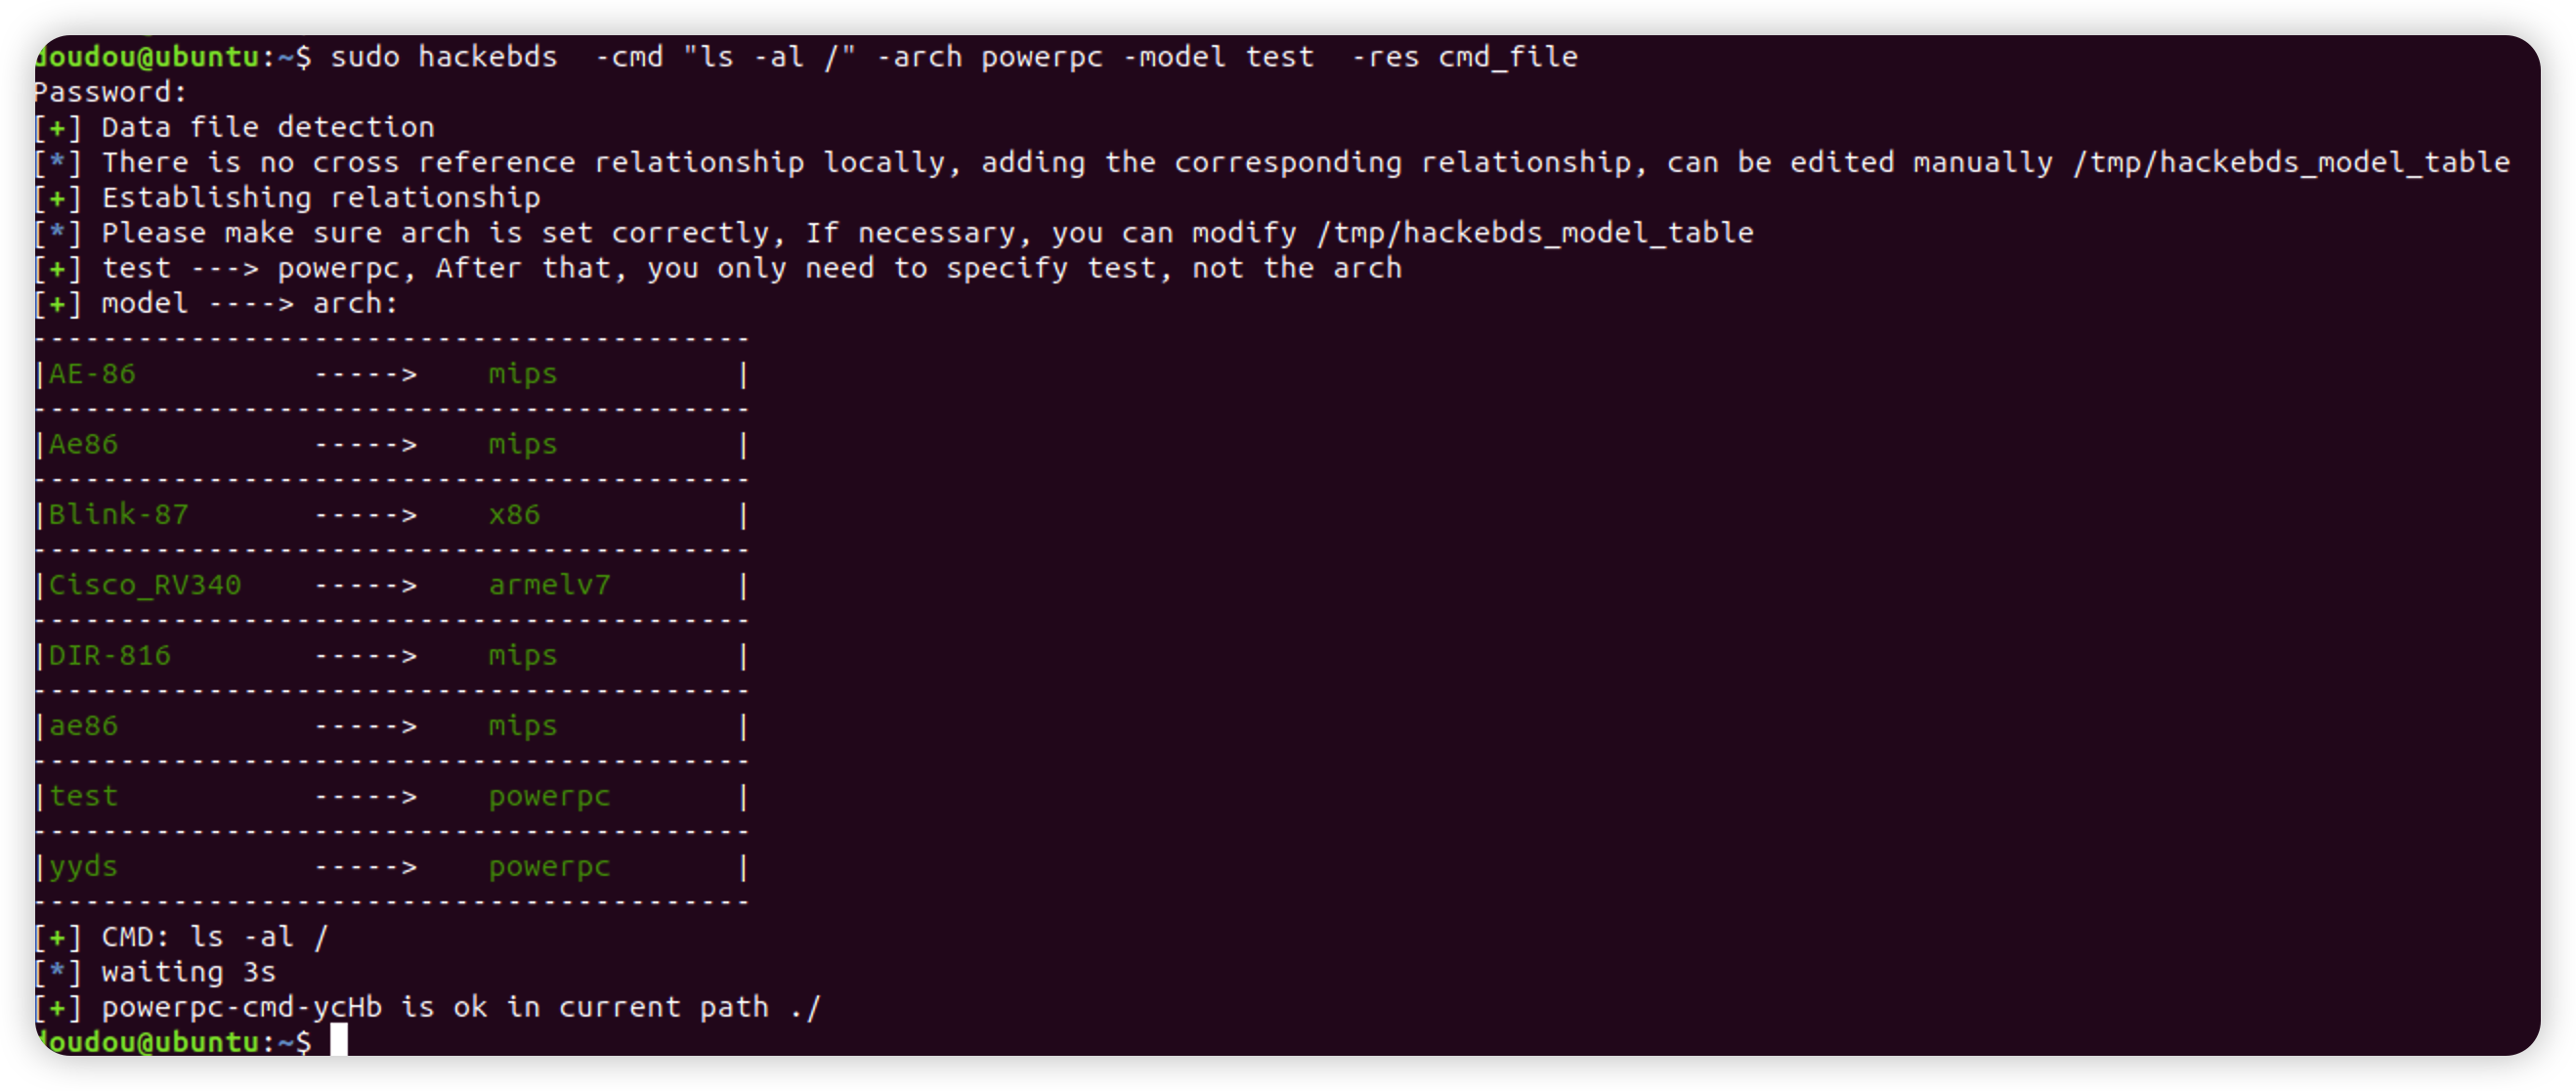 doudou@ubuntu:~$ sudo hackebds  -cmd "ls -al /" -arch powerpc -model test  -res cmd_file
Password:
[+] Data file detection
[*] There is no cross reference relationship locally, adding the corresponding relationship, can be edited manually /tmp/hackebds_model_table
[+] Establishing relationship
[*] Please make sure arch is set correctly, If necessary, you can modify /tmp/hackebds_model_table
[+] test ---> powerpc, After that, you only need to specify test, not the arch
[+] model ----> arch:
-----------------------------------------
|AE-86          ----->    mips          |
-----------------------------------------
|Ae86           ----->    mips          |
-----------------------------------------
|Blink-87       ----->    x86           |
-----------------------------------------
|Cisco_RV340    ----->    armelv7       |
-----------------------------------------
|DIR-816        ----->    mips          |
-----------------------------------------
|ae86           ----->    mips          |
-----------------------------------------
|test           ----->    powerpc       |
-----------------------------------------
|yyds           ----->    powerpc       |
-----------------------------------------
[+] CMD: ls -al /
[*] waiting 3s
[+] powerpc-cmd-ycHb is ok in current path ./
doudou@ubuntu:~$